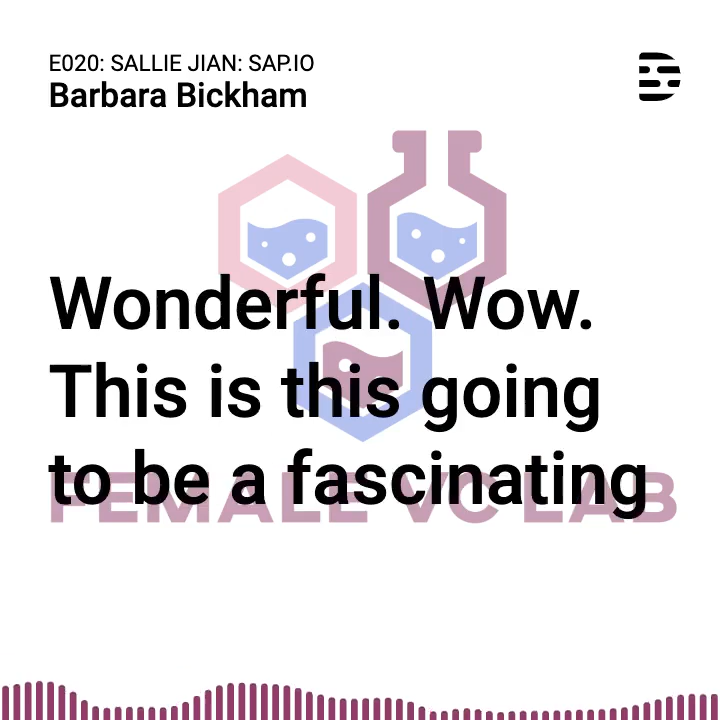 E020: SALLIE JIAN: SAP.IO
Barbara Bickham
Wonderful. Wow.
This is this going
to be a fascinating
FEMALE VC LAB